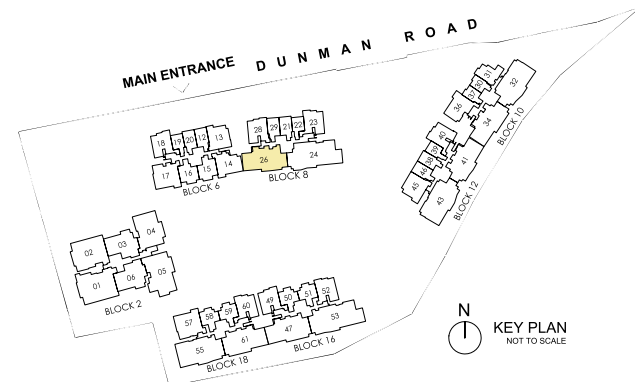 DUNMAN ROAD
MAIN ENTRANCE
18 19 20 12 13
17 16 15 14
BLOCK 6
28 29 21 22 23
26 24
BLOCK 8
31 32
30
37
36
34
BLOCK 10
40
39
38 41
46
45
43
BLOCK 12
02 03 04
01 06 05
BLOCK 2
57 58 59 60
55 61
BLOCK 18
49 50 51 52
47 53
BLOCK 16
N
KEY PLAN
NOT TO SCALE